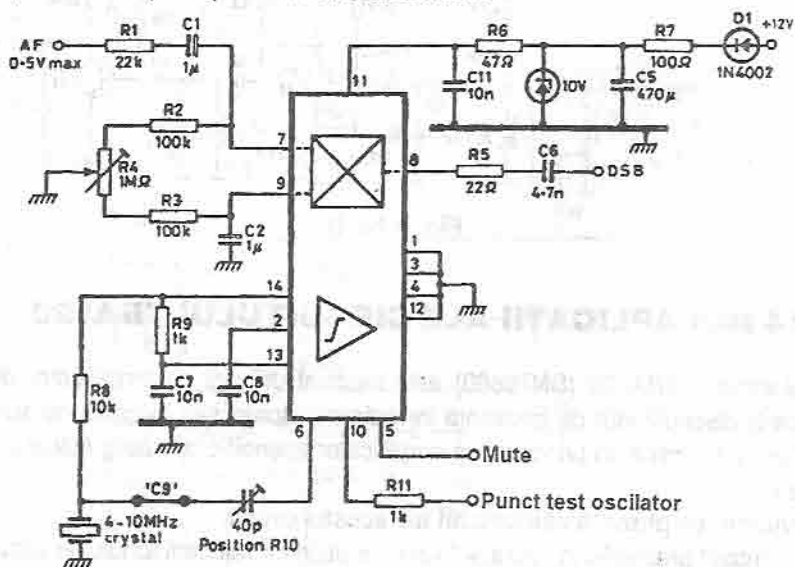 AF
0-5V max
R1
22k
C1
1µ
R2
100k
R4
1MΩ
R3
100k
C2
1µ
7
9
11
C11
10n
R6
47Ω
10V
C5
470µ
R7
100Ω
D1
+12V
1N4002
8
R5
22Ω
C6
4·7n
DSB
1
3
4
12
14
2
13
R9
1k
R8
10k
C7
10n
C8
10n
6
10
5
Mute
R11
1k
Punct test oscilator
'C9'
40p
Position R10
4-10MHz
crystal